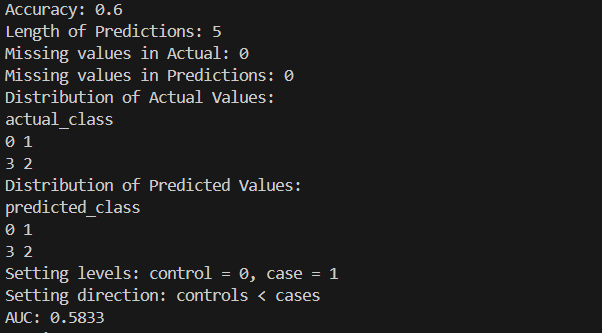 Accuracy: 0.6
Length of Predictions: 5
Missing values in Actual: 0
Missing values in Predictions: 0
Distribution of Actual Values:
actual_class
0 1
3 2
Distribution of Predicted Values:
predicted_class
0 1
3 2
Setting levels: control = 0, case = 1
Setting direction: controls < cases
AUC: 0.5833